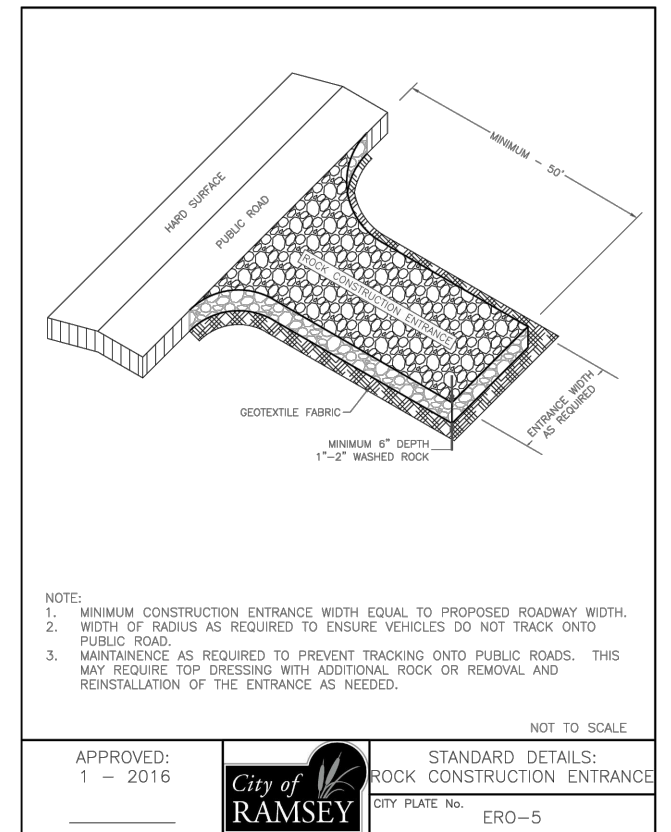 HARD SURFACE
PUBLIC ROAD
MINIMUM - 50'
ROCK CONSTRUCTION ENTRANCE
GEOTEXTILE FABRIC
MINIMUM 6" DEPTH
1"-2" WASHED ROCK
ENTRANCE WIDTH
AS REQUIRED
NOTE:
1. MINIMUM CONSTRUCTION ENTRANCE WIDTH EQUAL TO PROPOSED ROADWAY WIDTH.
2. WIDTH OF RADIUS AS REQUIRED TO ENSURE VEHICLES DO NOT TRACK ONTO
PUBLIC ROAD.
3. MAINTAINENCE AS REQUIRED TO PREVENT TRACKING ONTO PUBLIC ROADS. THIS
MAY REQUIRE TOP DRESSING WITH ADDITIONAL ROCK OR REMOVAL AND
REINSTALLATION OF THE ENTRANCE AS NEEDED.
NOT TO SCALE
APPROVED:
1 - 2016
City of
RAMSEY
STANDARD DETAILS:
ROCK CONSTRUCTION ENTRANCE
CITY PLATE No.
ERO-5